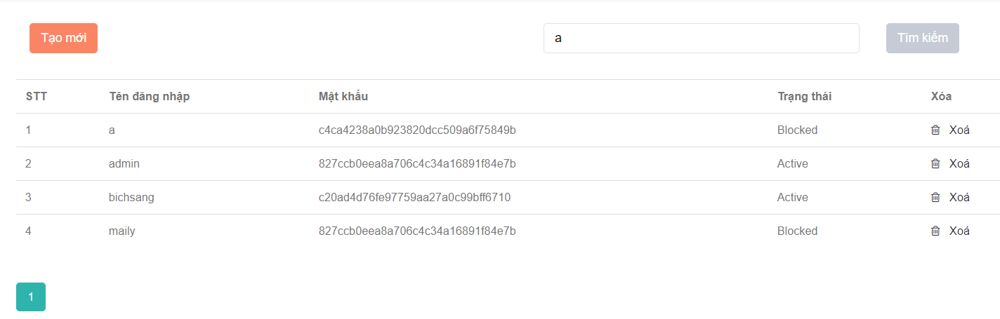 Tạo mới a Tìm kiếm
STT Tên đăng nhập Mật khẩu Trạng thái Xóa
1 a c4ca4238a0b923820dcc509a6f75849b Blocked Xoá
2 admin 827ccb0eea8a706c4c34a16891f84e7b Active Xoá
3 bichsang c20ad4d76fe97759aa27a0c99bff6710 Active Xoá
4 maily 827ccb0eea8a706c4c34a16891f84e7b Blocked Xoá
1